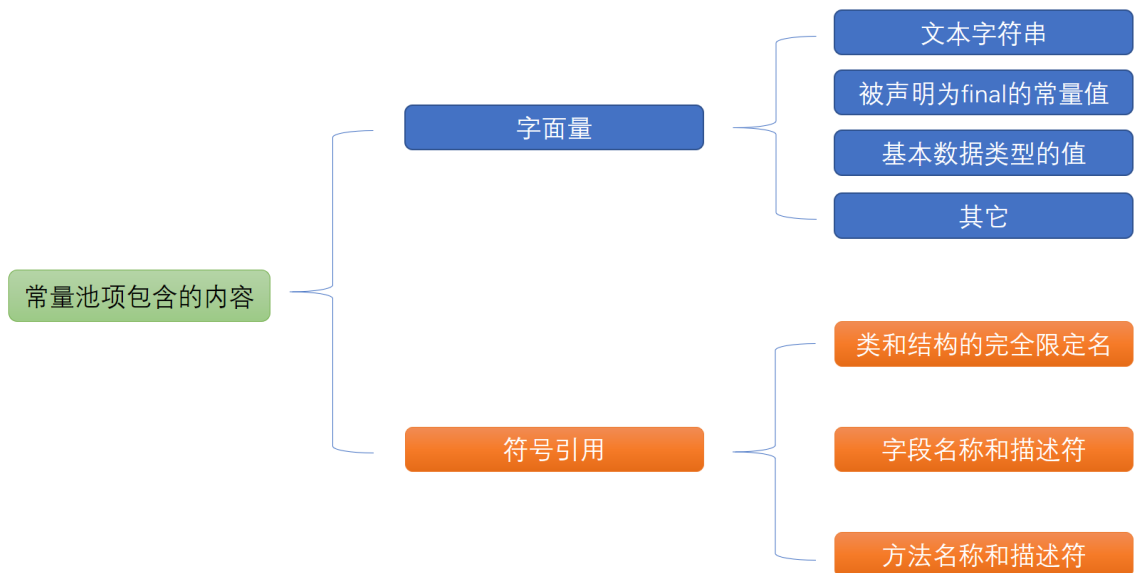 文本字符串
被声明为final的常量值
字面量
基本数据类型的值
其它
常量池项包含的内容
类和结构的完全限定名
符号引用
字段名称和描述符
方法名称和描述符